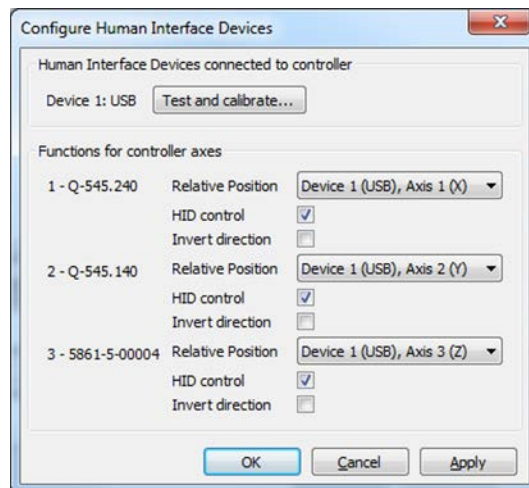 Configure Human Interface Devices
Human Interface Devices connected to controller
Device 1: USB Test and calibrate...
Functions for controller axes
1 - Q-545.240 Relative Position Device 1 (USB), Axis 1 (X)
HID control
Invert direction
2 - Q-545.140 Relative Position Device 1 (USB), Axis 2 (Y)
HID control
Invert direction
3 - 5861-5-00004 Relative Position Device 1 (USB), Axis 3 (Z)
HID control
Invert direction
OK Cancel Apply